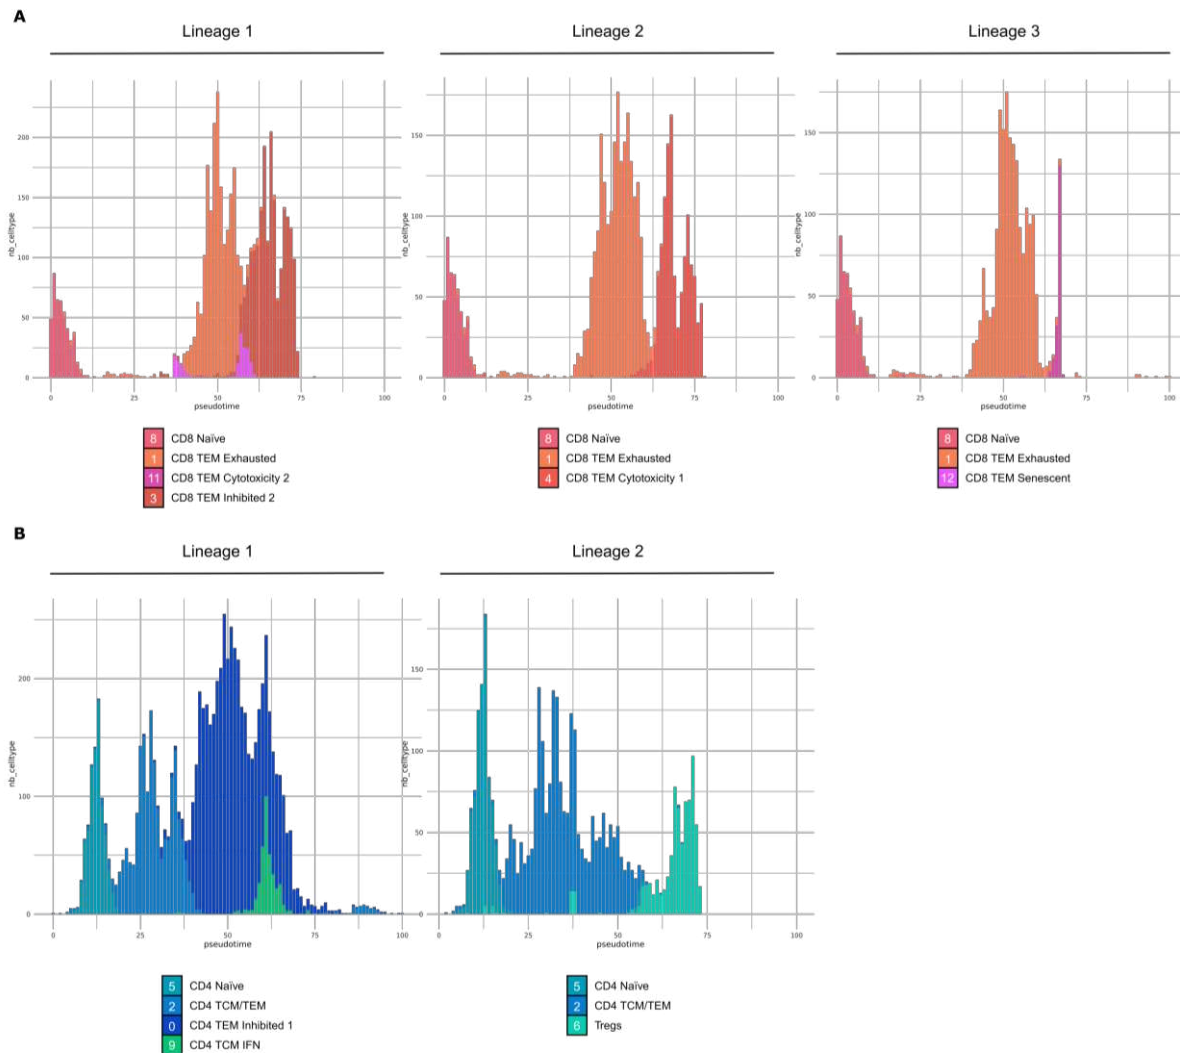 A
Lineage 1 Lineage 2 Lineage 3
nb_celltype nb_celltype nb_celltype
200 150 150
150 100 100
100 50 50
50 0 0
0
0 25 50 75 100 0 25 50 75 100 0 25 50 75 100
pseudotime pseudotime pseudotime
8 CD8 Naïve 8 CD8 Naïve 8 CD8 Naïve
1 CD8 TEM Exhausted 1 CD8 TEM Exhausted 1 CD8 TEM Exhausted
11 CD8 TEM Cytotoxicity 2 4 CD8 TEM Cytotoxicity 1 12 CD8 TEM Senescent
3 CD8 TEM Inhibited 2
B
Lineage 1 Lineage 2
nb_celltype nb_celltype
200 150
100 100
0 50
0
0 25 50 75 100 0 25 50 75 100
pseudotime pseudotime
5 CD4 Naïve 5 CD4 Naïve
2 CD4 TCM/TEM 2 CD4 TCM/TEM
0 CD4 TEM Inhibited 1 6 Tregs
9 CD4 TCM IFN